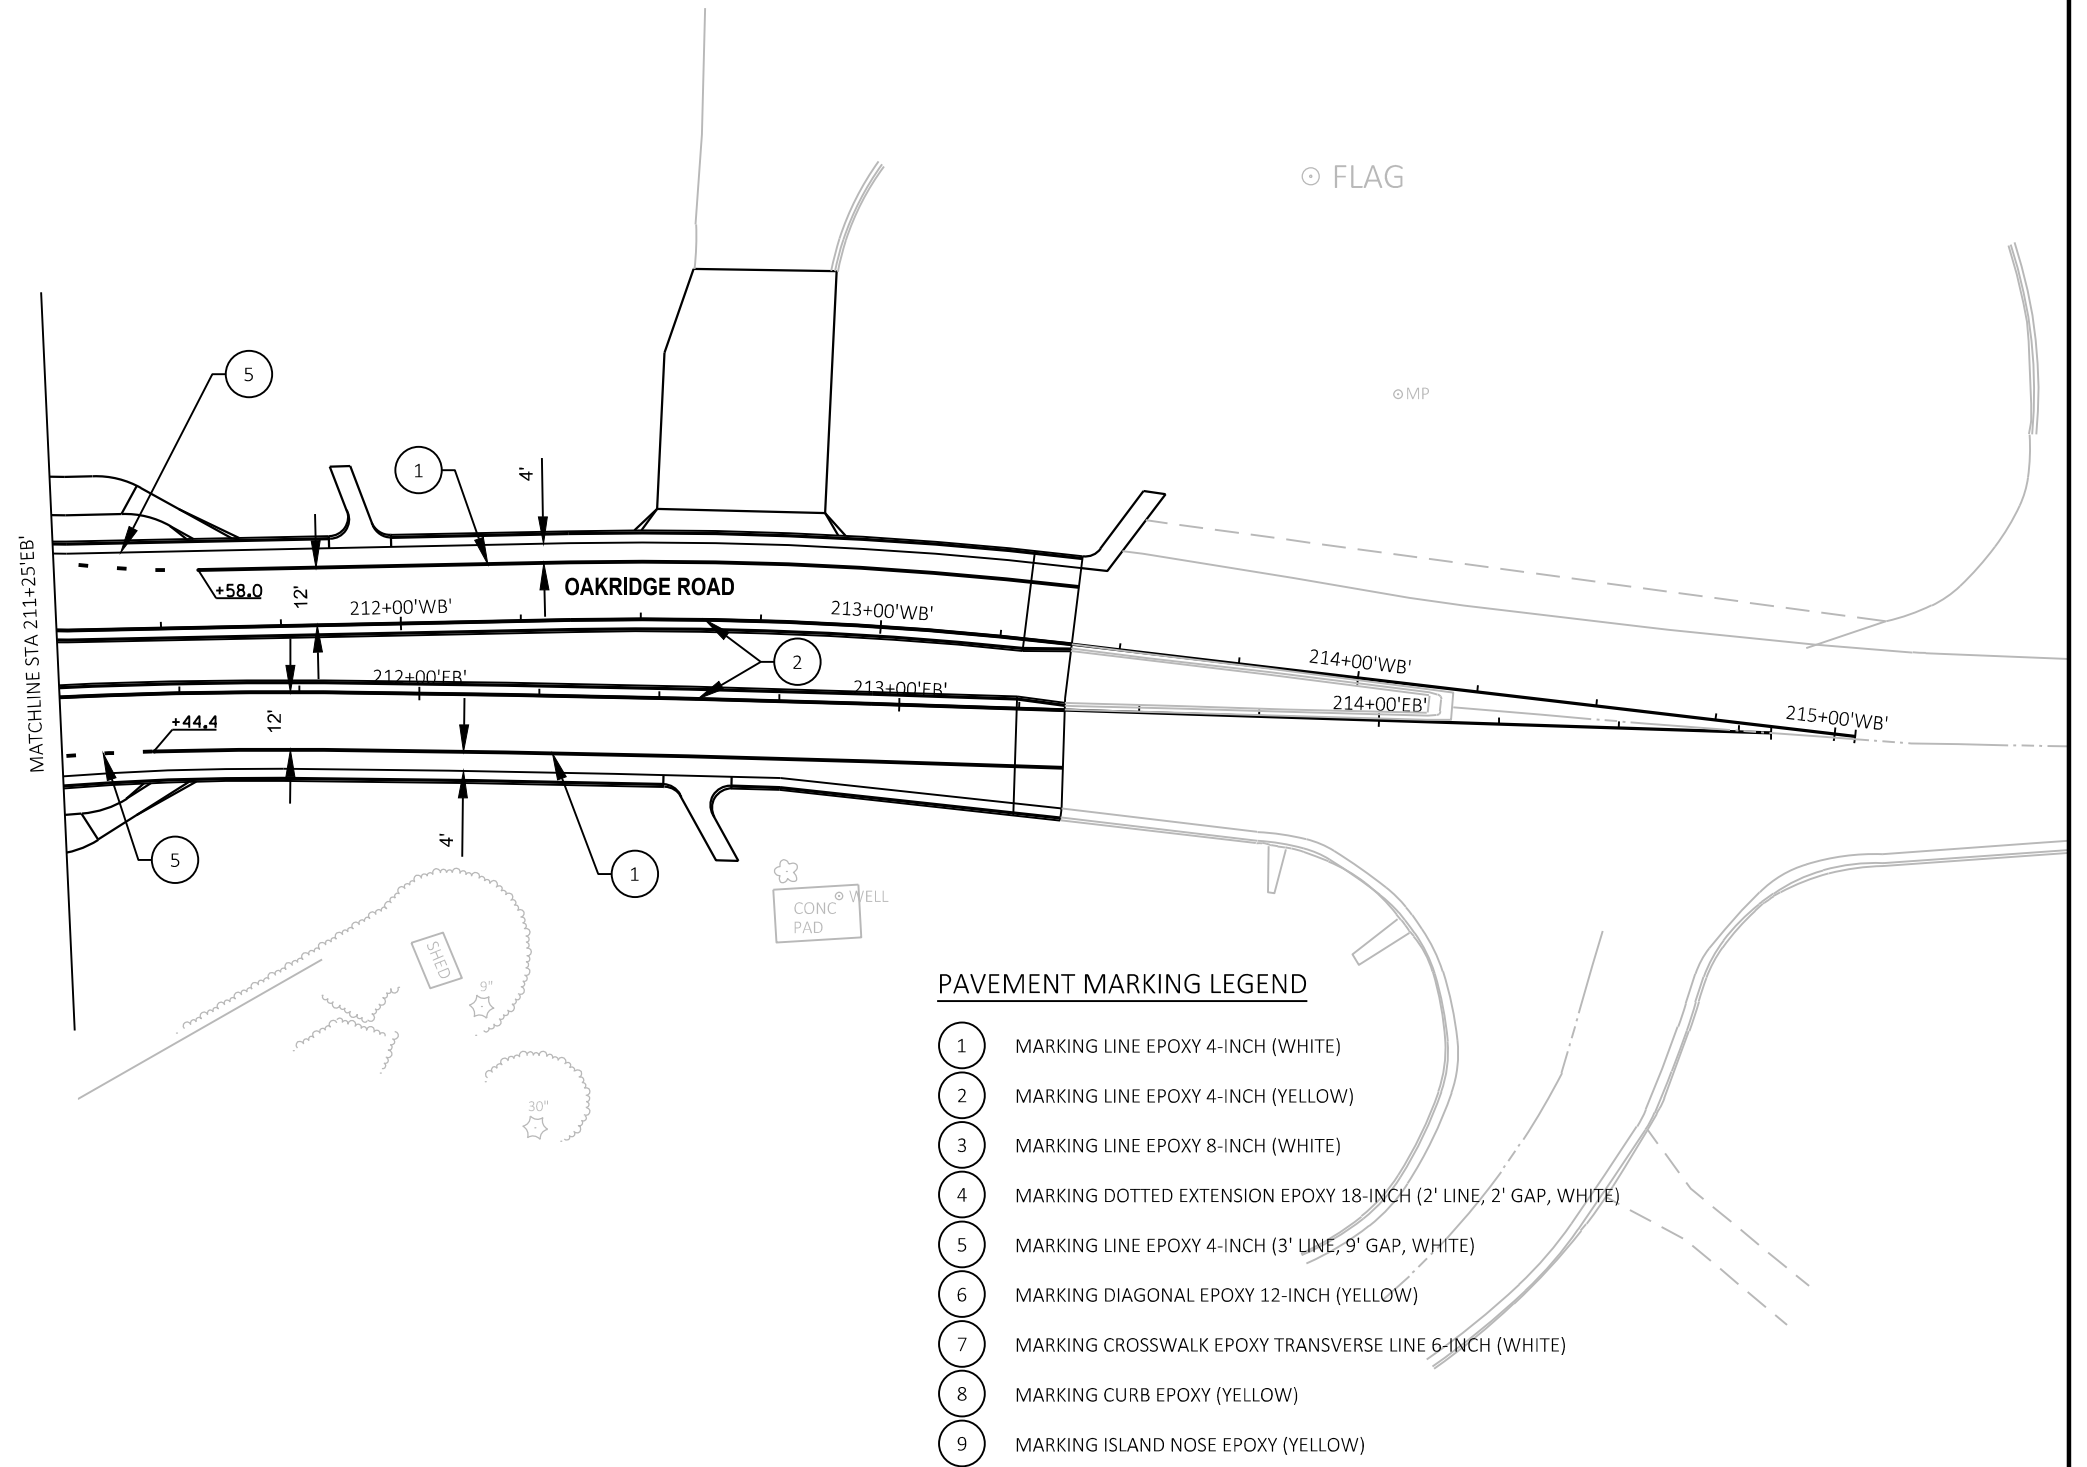 FLAG
MP
5
1
4'
MATCHLINE STA 211+25'EB'
+58.0
12'
OAKRIDGE ROAD
212+00'WB'
213+00'WB'
2
214+00'WB'
212+00'EB'
213+00'EB'
214+00'EB'
215+00'WB'
+44.4
12'
4'
5
1
WELL
CONC
PAD
SHED
9"
30"
PAVEMENT MARKING LEGEND
1 MARKING LINE EPOXY 4-INCH (WHITE)
2 MARKING LINE EPOXY 4-INCH (YELLOW)
3 MARKING LINE EPOXY 8-INCH (WHITE)
4 MARKING DOTTED EXTENSION EPOXY 18-INCH (2' LINE, 2' GAP, WHITE)
5 MARKING LINE EPOXY 4-INCH (3' LINE, 9' GAP, WHITE)
6 MARKING DIAGONAL EPOXY 12-INCH (YELLOW)
7 MARKING CROSSWALK EPOXY TRANSVERSE LINE 6-INCH (WHITE)
8 MARKING CURB EPOXY (YELLOW)
9 MARKING ISLAND NOSE EPOXY (YELLOW)